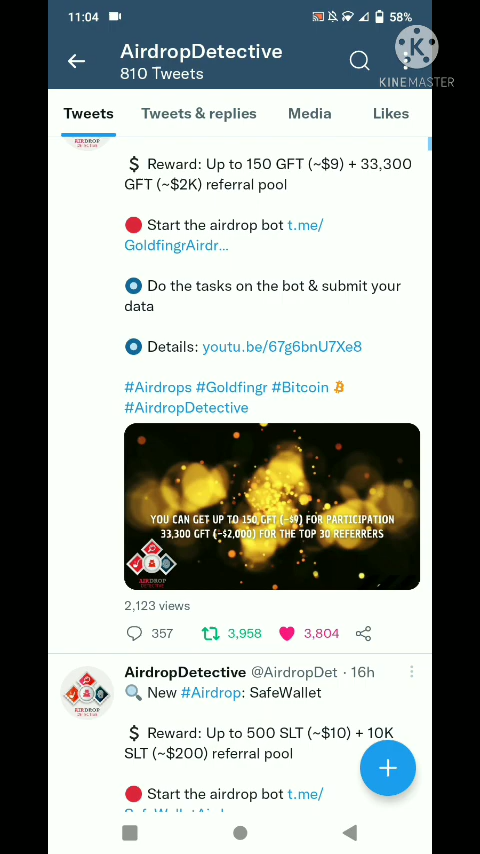 11:04
58%
AirdropDetective
810 Tweets
K
KINEMASTER
Tweets
Tweets & replies
Media
Likes
AIRDROP
$ Reward: Up to 150 GFT (~$9) + 33,300
GFT (~$2K) referral pool
🔴 Start the airdrop bot t.me/
GoldfingrAirdr...
Do the tasks on the bot & submit your
data
Details: youtu.be/67g6bnU7Xe8
#Airdrops #Goldfingr #Bitcoin ₿
#AirdropDetective
YOU CAN GET UP TO 150 GFT (~$9) FOR PARTICIPATION
33,300 GFT (~$2,000) FOR THE TOP 30 REFERRERS
AIRDROP
2,123 views
357
3,958
3,804
AirdropDetective @AirdropDet · 16h
🔍 New #Airdrop: SafeWallet
$ Reward: Up to 500 SLT (~$10) + 10K
SLT (~$200) referral pool
🔴 Start the airdrop bot t.me/